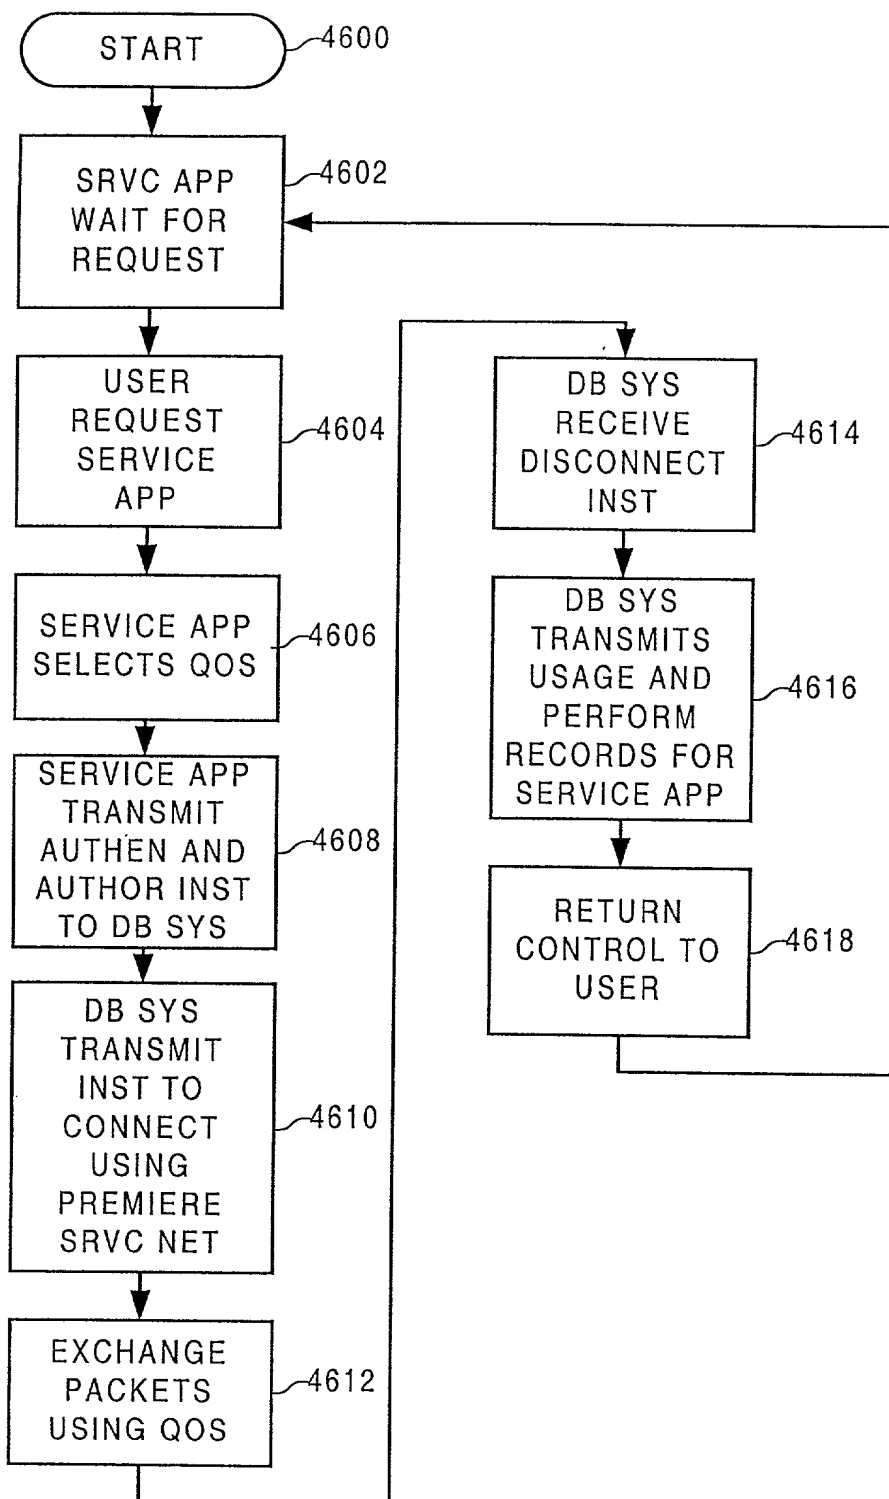 START
4600
SRVC APP
WAIT FOR
REQUEST
4602
USER
REQUEST
SERVICE
APP
4604
SERVICE APP
SELECTS QOS
4606
SERVICE APP
TRANSMIT
AUTHEN AND
AUTHOR INST
TO DB SYS
4608
DB SYS
TRANSMIT
INST TO
CONNECT
USING
PREMIERE
SRVC NET
4610
EXCHANGE
PACKETS
USING QOS
4612
DB SYS
RECEIVE
DISCONNECT
INST
4614
DB SYS
TRANSMITS
USAGE AND
PERFORM
RECORDS FOR
SERVICE APP
4616
RETURN
CONTROL TO
USER
4618